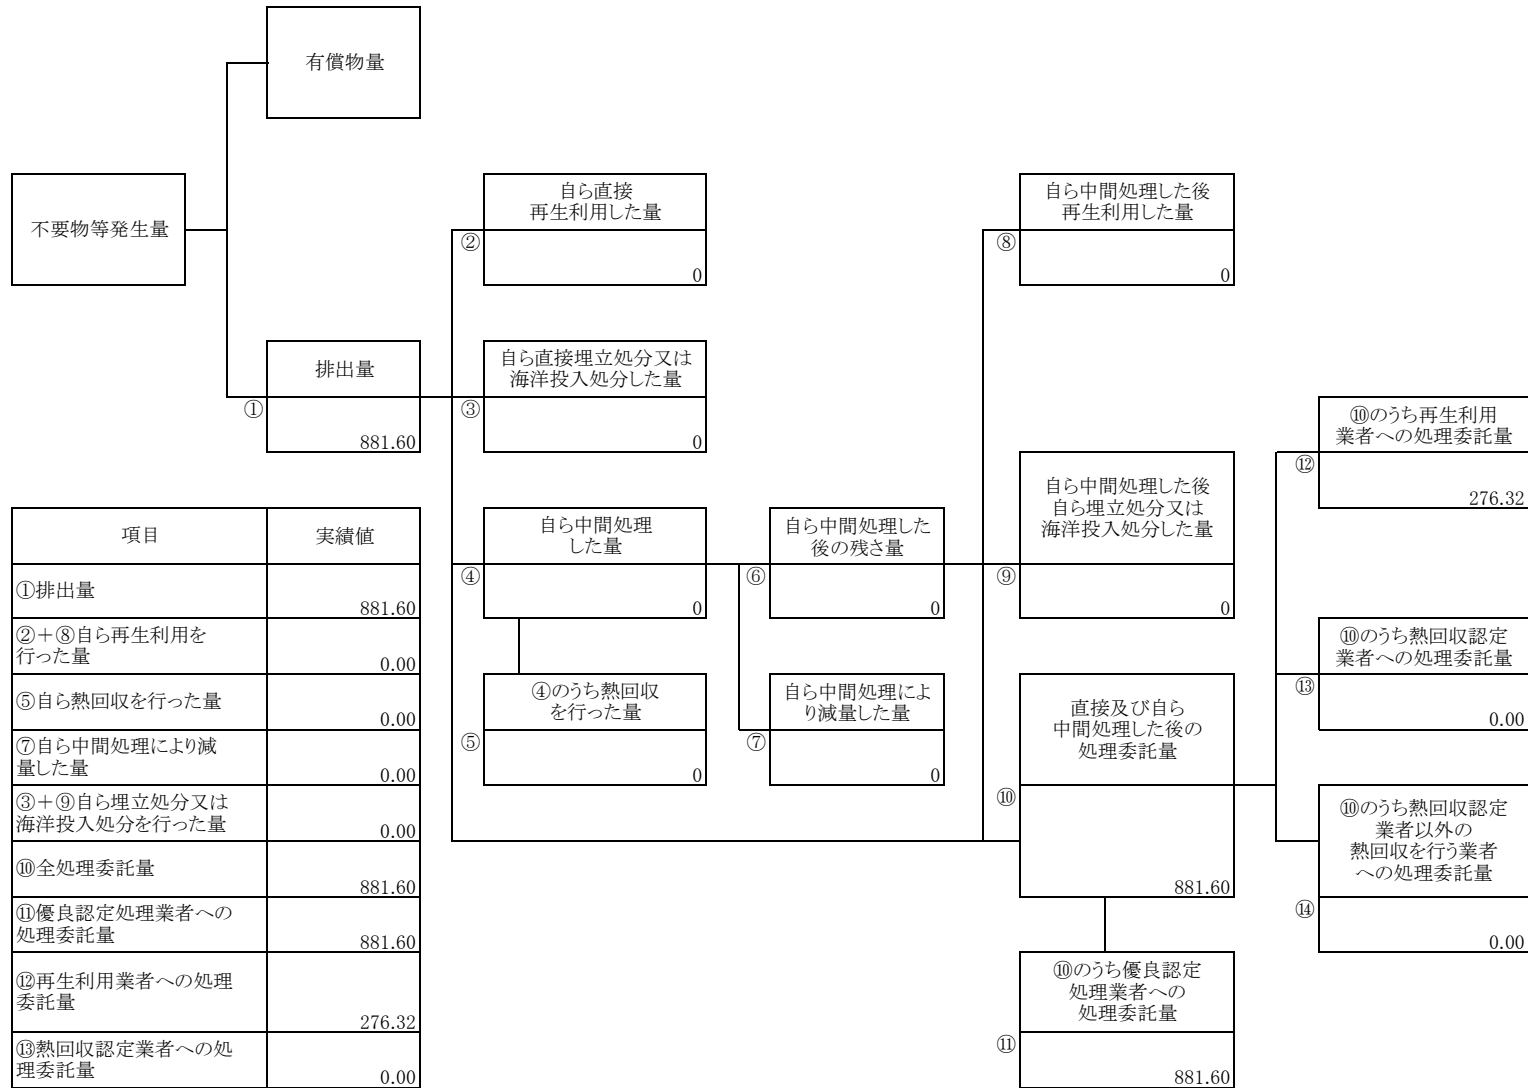 有償物量
不要物等発生量
自ら直接
再生利用した量
②
0
自ら中間処理した後
再生利用した量
⑧
0
排出量
①
881.60
自ら直接埋立処分又は
海洋投入処分した量
③
0
⑩のうち再生利用
業者への処理委託量
⑫
276.32
自ら中間処理
した量
④
0
自ら中間処理した
後の残さ量
⑥
0
自ら中間処理した後
自ら埋立処分又は
海洋投入処分した量
⑨
0
⑩のうち熱回収認定
業者への処理委託量
⑬
0.00
④のうち熱回収
を行った量
⑤
0
自ら中間処理によ
り減量した量
⑦
0
直接及び自ら
中間処理した後の
処理委託量
⑩
881.60
⑩のうち熱回収認定
業者以外の
熱回収を行う業者
への処理委託量
⑭
0.00
⑩のうち優良認定
処理業者への
処理委託量
⑪
881.60
項目 実績値
①排出量
881.60
②+⑧自ら再生利用を
行った量
0.00
⑤自ら熱回収を行った量
0.00
⑦自ら中間処理により減
量した量
0.00
③+⑨自ら埋立処分又は
海洋投入処分を行った量
0.00
⑩全処理委託量
881.60
⑪優良認定処理業者への
処理委託量
881.60
⑫再生利用業者への処理
委託量
276.32
⑬熱回収認定業者への処
理委託量
0.00